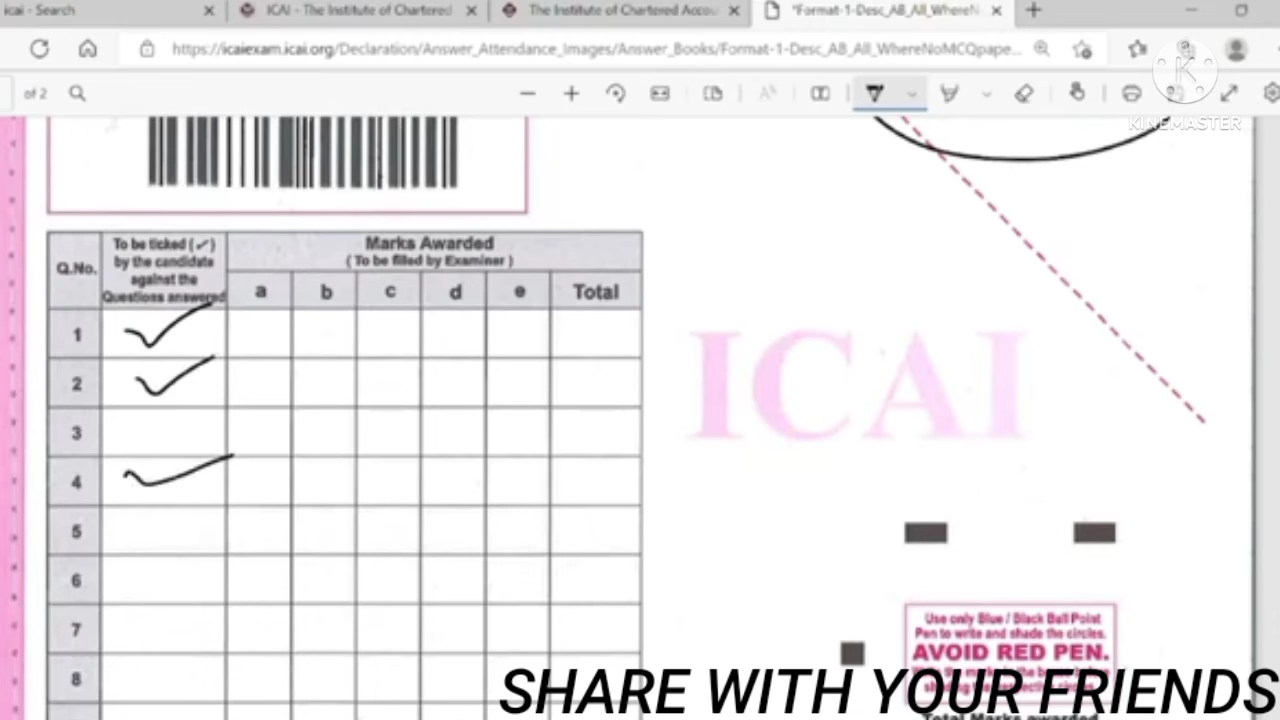 icai - Search
ICAI - The Institute of Chartered
The Institute of Chartered Accou
*Format-1-Desc_AB_All_WhereN
https://icaiexam.icai.org/Declaration/Answer_Attendance_Images/Answer_Books/Format-1-Desc_AB_All_WhereNoMCQpape...
of 2
KINEMASTER
Q.No.
To be ticked (✓)
by the candidate
against the
Questions answered
Marks Awarded
( To be filled by Examiner )
a b c d e Total
1
2
3
4
5
6
7
8
ICAI
Use only Blue / Black Ball Point
Pen to write and shade the circles.
AVOID RED PEN.
SHARE WITH YOUR FRIENDS
Total Marks awarded